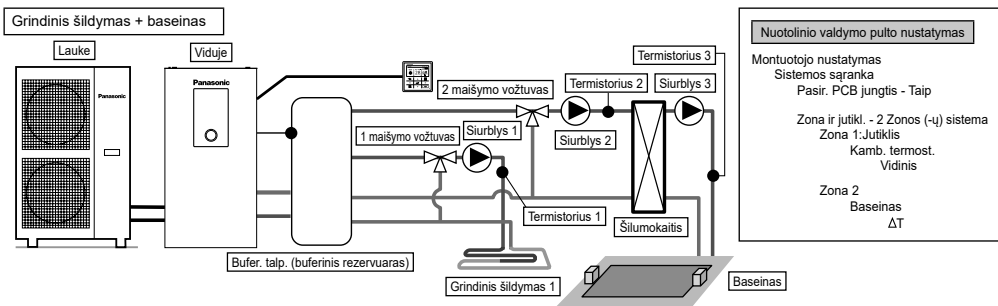 Grindinis šildymas + baseinas
Lauke
Viduje
Panasonic
Panasonic
2 maišymo vožtuvas
Termistorius 2
Siurblys 3
Termistorius 3
1 maišymo vožtuvas
Siurblys 1
Siurblys 2
Termistorius 1
Šilumokaitis
Bufer. talp. (buferinis rezervuaras)
Grindinis šildymas 1
Baseinas
Nuotolinio valdymo pulto nustatymas
Montuotojo nustatymas
Sistemos sąranka
Pasir. PCB jungtis - Taip
Zona ir jutikl. - 2 Zonos (-ų) sistema
Zona 1:Jutiklis
Kamb. termost.
Vidinis
Zona 2
Baseinas
ΔT